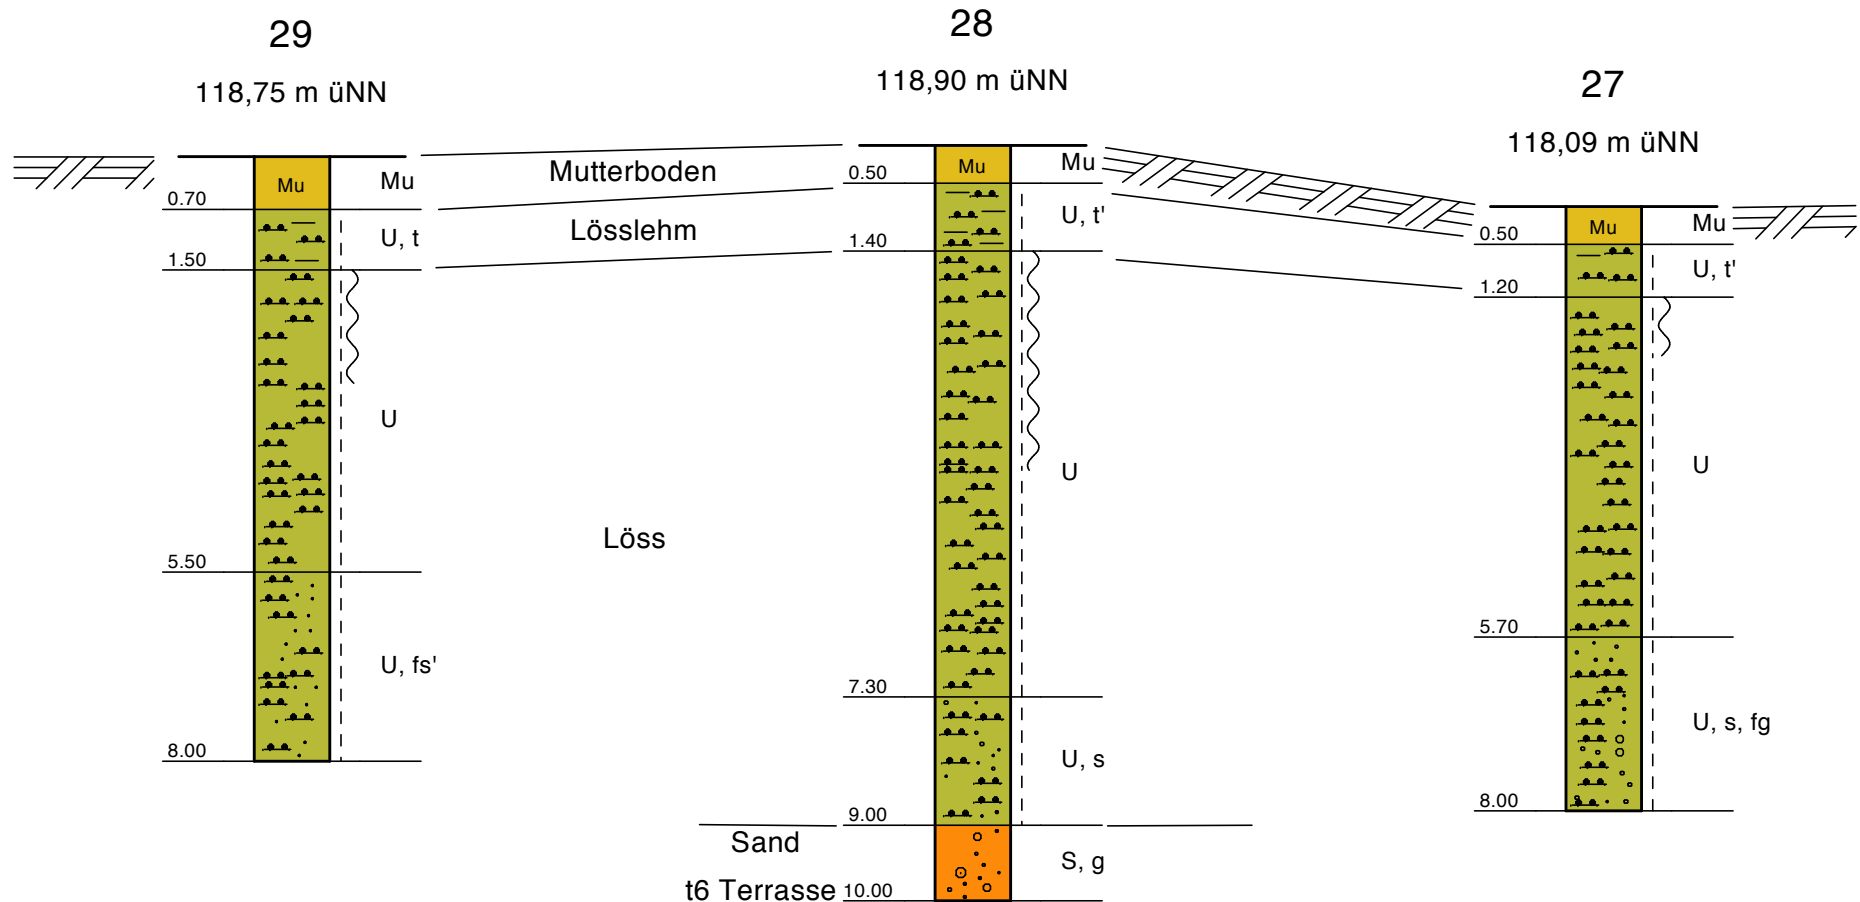 29
118,75 m üNN
Mu
Mu
0.70
U, t
1.50
U
5.50
U, fs'
8.00
Mutterboden
Lösslehm
Löss
Sand
t6 Terrasse
28
118,90 m üNN
Mu
Mu
0.50
U, t'
1.40
U
7.30
U, s
9.00
S, g
10.00
27
118,09 m üNN
Mu
Mu
0.50
U, t'
1.20
U
5.70
U, s, fg
8.00